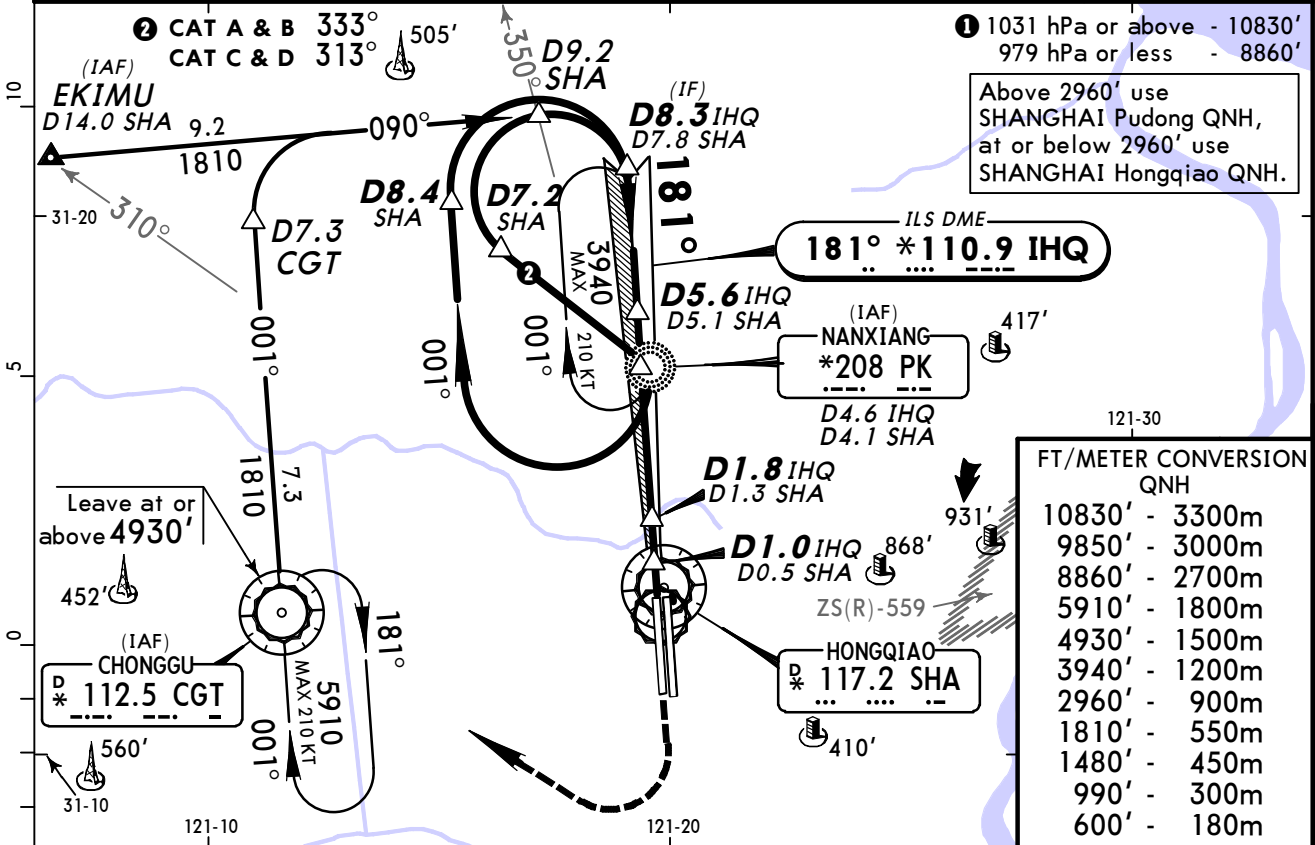 ❷ CAT A & B 333°
CAT C & D 313°
505'
(IAF)
EKIMU
D14.0 SHA
9.2
1810
090°
350°
D9.2
SHA
(IF)
D8.3 IHQ
D7.8 SHA
❶ 1031 hPa or above - 10830'
979 hPa or less - 8860'
Above 2960' use
SHANGHAI Pudong QNH,
at or below 2960' use
SHANGHAI Hongqiao QNH.
10
31-20
310°
D7.3
CGT
D8.4
SHA
D7.2
SHA
❷
181°
3940
MAX
210 KT
001°
001°
001°
ILS DME
181° *110.9 IHQ
D5.6 IHQ
D5.1 SHA
(IAF)
NANXIANG
*208 PK
D4.6 IHQ
D4.1 SHA
417'
5
121-30
1810
7.3
D1.8 IHQ
D1.3 SHA
D1.0 IHQ
D0.5 SHA
868'
931'
ZS(R)-559
Leave at or
above 4930'
452'
0
(IAF)
CHONGGU
D
* 112.5 CGT
181°
5910
MAX 210 KT
001°
560'
31-10
121-10
121-20
HONGQIAO
D
* 117.2 SHA
410'
FT/METER CONVERSION
QNH
10830' - 3300m
9850' - 3000m
8860' - 2700m
5910' - 1800m
4930' - 1500m
3940' - 1200m
2960' - 900m
1810' - 550m
1480' - 450m
990' - 300m
600' - 180m